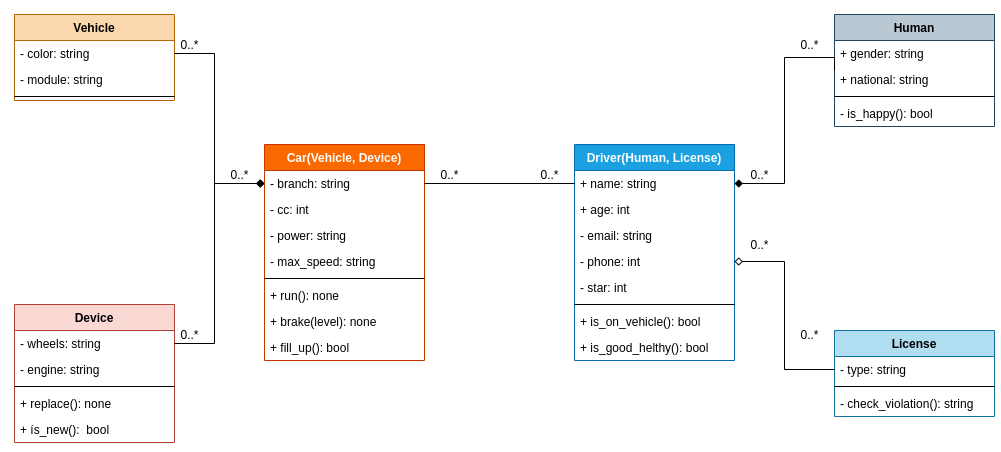 Vehicle
- color: string
- module: string
0..*
Human
+ gender: string
+ national: string
- is_happy(): bool
0..*
Car(Vehicle, Device)
- branch: string
- cc: int
- power: string
- max_speed: string
+ run(): none
+ brake(level): none
+ fill_up(): bool
0..*
0..*
0..*
Driver(Human, License)
+ name: string
+ age: int
- email: string
- phone: int
- star: int
+ is_on_vehicle(): bool
+ is_good_helthy(): bool
0..*
0..*
Device
- wheels: string
- engine: string
+ replace(): none
+ ís_new():  bool
0..*
0..*
License
- type: string
- check_violation(): string